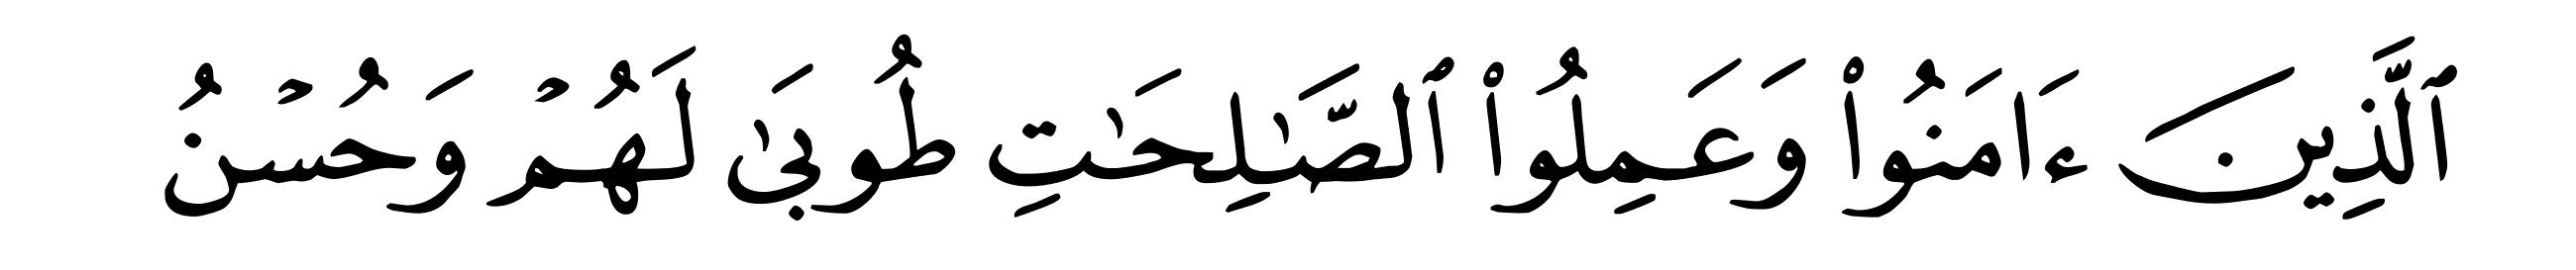 ٱلَّذِينَ ءَامَنُوا۟ وَعَمِلُوا۟ ٱلصَّـٰلِحَـٰتِ طُوبَىٰ لَهُمْ وَحُسْنُ